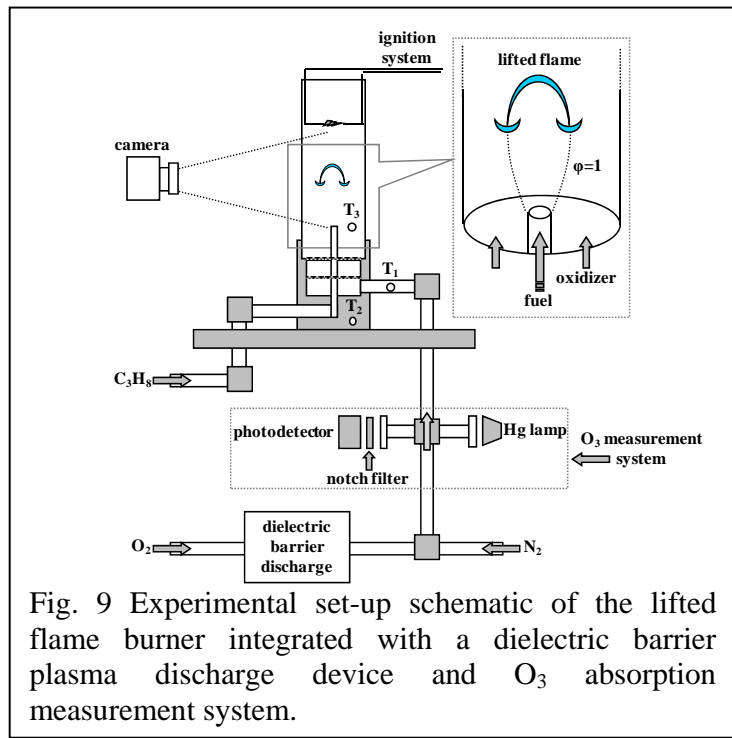 ignition
system
lifted flame
camera
φ=1
T₃
T₁
oxidizer
fuel
T₂
C₃H₈
photodetector
Hg lamp
O₃ measurement
system
notch filter
dielectric
barrier
discharge
O₂
N₂
Fig. 9 Experimental set-up schematic of the lifted
flame burner integrated with a dielectric barrier
plasma discharge device and O₃ absorption
measurement system.